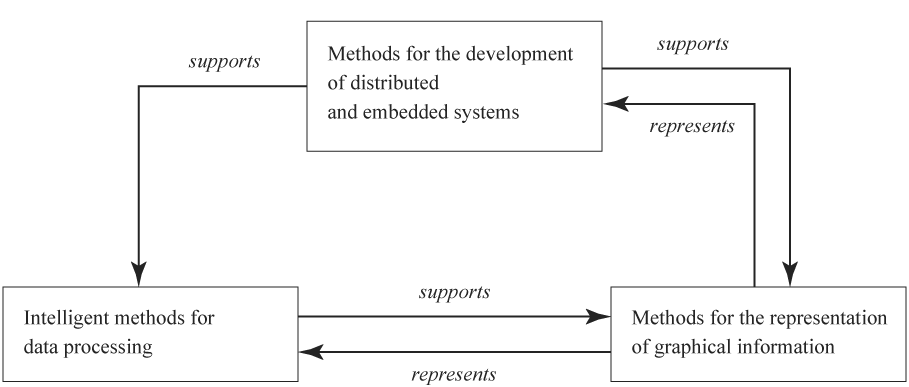 supports
Methods for the development
of distributed
and embedded systems
supports
represents
Intelligent methods for
data processing
supports
represents
Methods for the representation
of graphical information